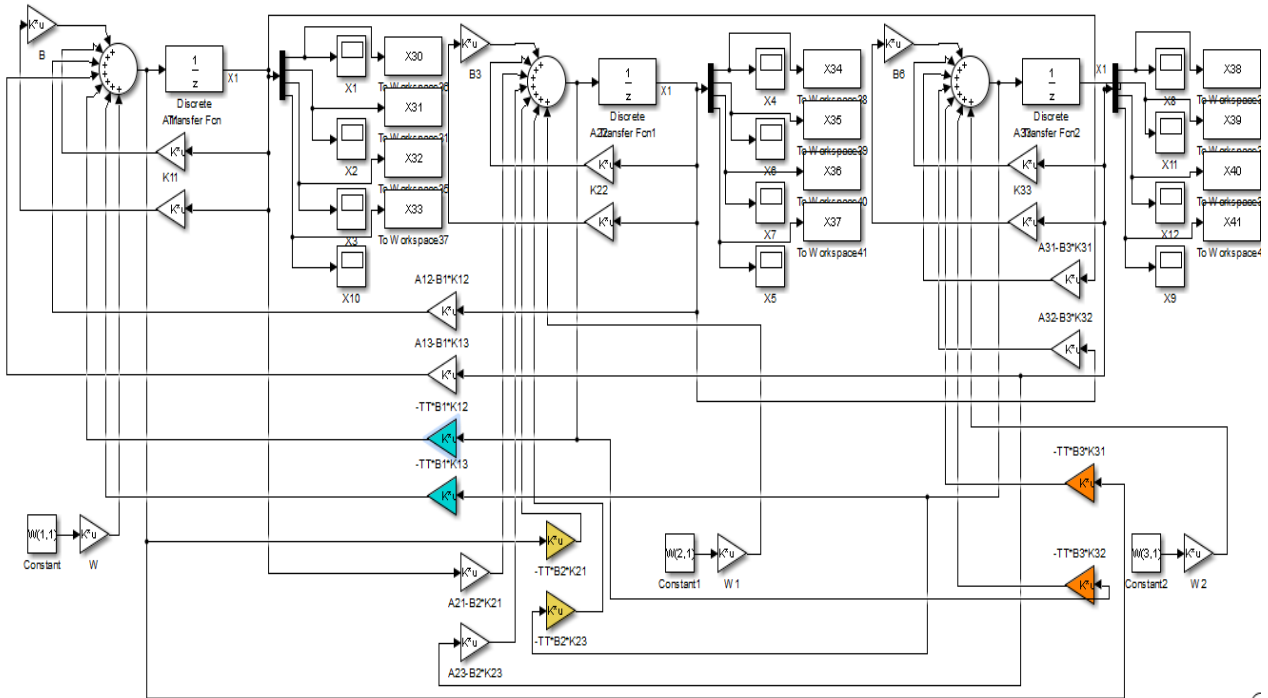 K*u
B
1
z
X1
Discrete
Transfer Fcn
K*u
K11
K*u
X1
X2
X3
X10
X30
X31
To Workspace31
X32
X33
To Workspace37
K*u
B3
1
z
X1
Discrete
Transfer Fcn1
K*u
K22
K*u
X4
X6
X7
X5
X34
To Workspace38
X35
To Workspace39
X36
To Workspace40
X37
To Workspace41
K*u
B6
1
z
X1
Discrete
Transfer Fcn2
K*u
K33
K*u
X8
X11
X12
X9
X38
X39
X40
X41
A31-B3*K31
K*u
A32-B3*K32
K*u
A12-B1*K12
K*u
A13-B1*K13
K*u
-TT*B1*K12
K*u
-TT*B1*K13
K*u
-TT*B3*K31
K*u
W(1,1)
Constant
K*u
W
K*u
-TT*B2*K21
K*u
A21-B2*K21
W(2,1)
Constant1
K*u
W1
-TT*B3*K32
K*u
W(3,1)
Constant2
K*u
W2
K*u
-TT*B2*K23
K*u
A23-B2*K23